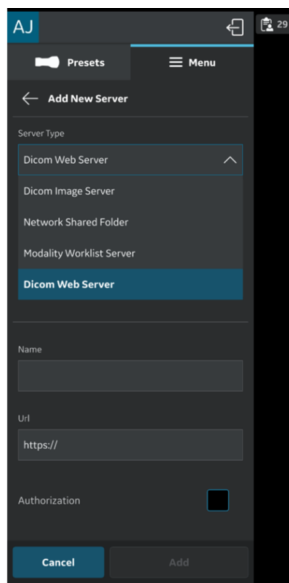 AJ
29
Presets
Menu
Add New Server
Server Type
Dicom Web Server
Dicom Image Server
Network Shared Folder
Modality Worklist Server
Dicom Web Server
Name
Url
https://
Authorization
Cancel
Add